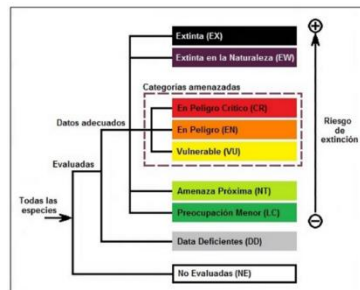 Extinta (EX)
Extinta en la Naturaleza (EW)
Categorías amenazadas
En Peligro Crítico (CR)
Datos adecuados
En Peligro (EN)
Riesgo
de
extinción
Vulnerable (VU)
Evaluadas
Amenaza Próxima (NT)
Todas las
especies
Preocupación Menor (LC)
Data Deficientes (DD)
No Evaluadas (NE)